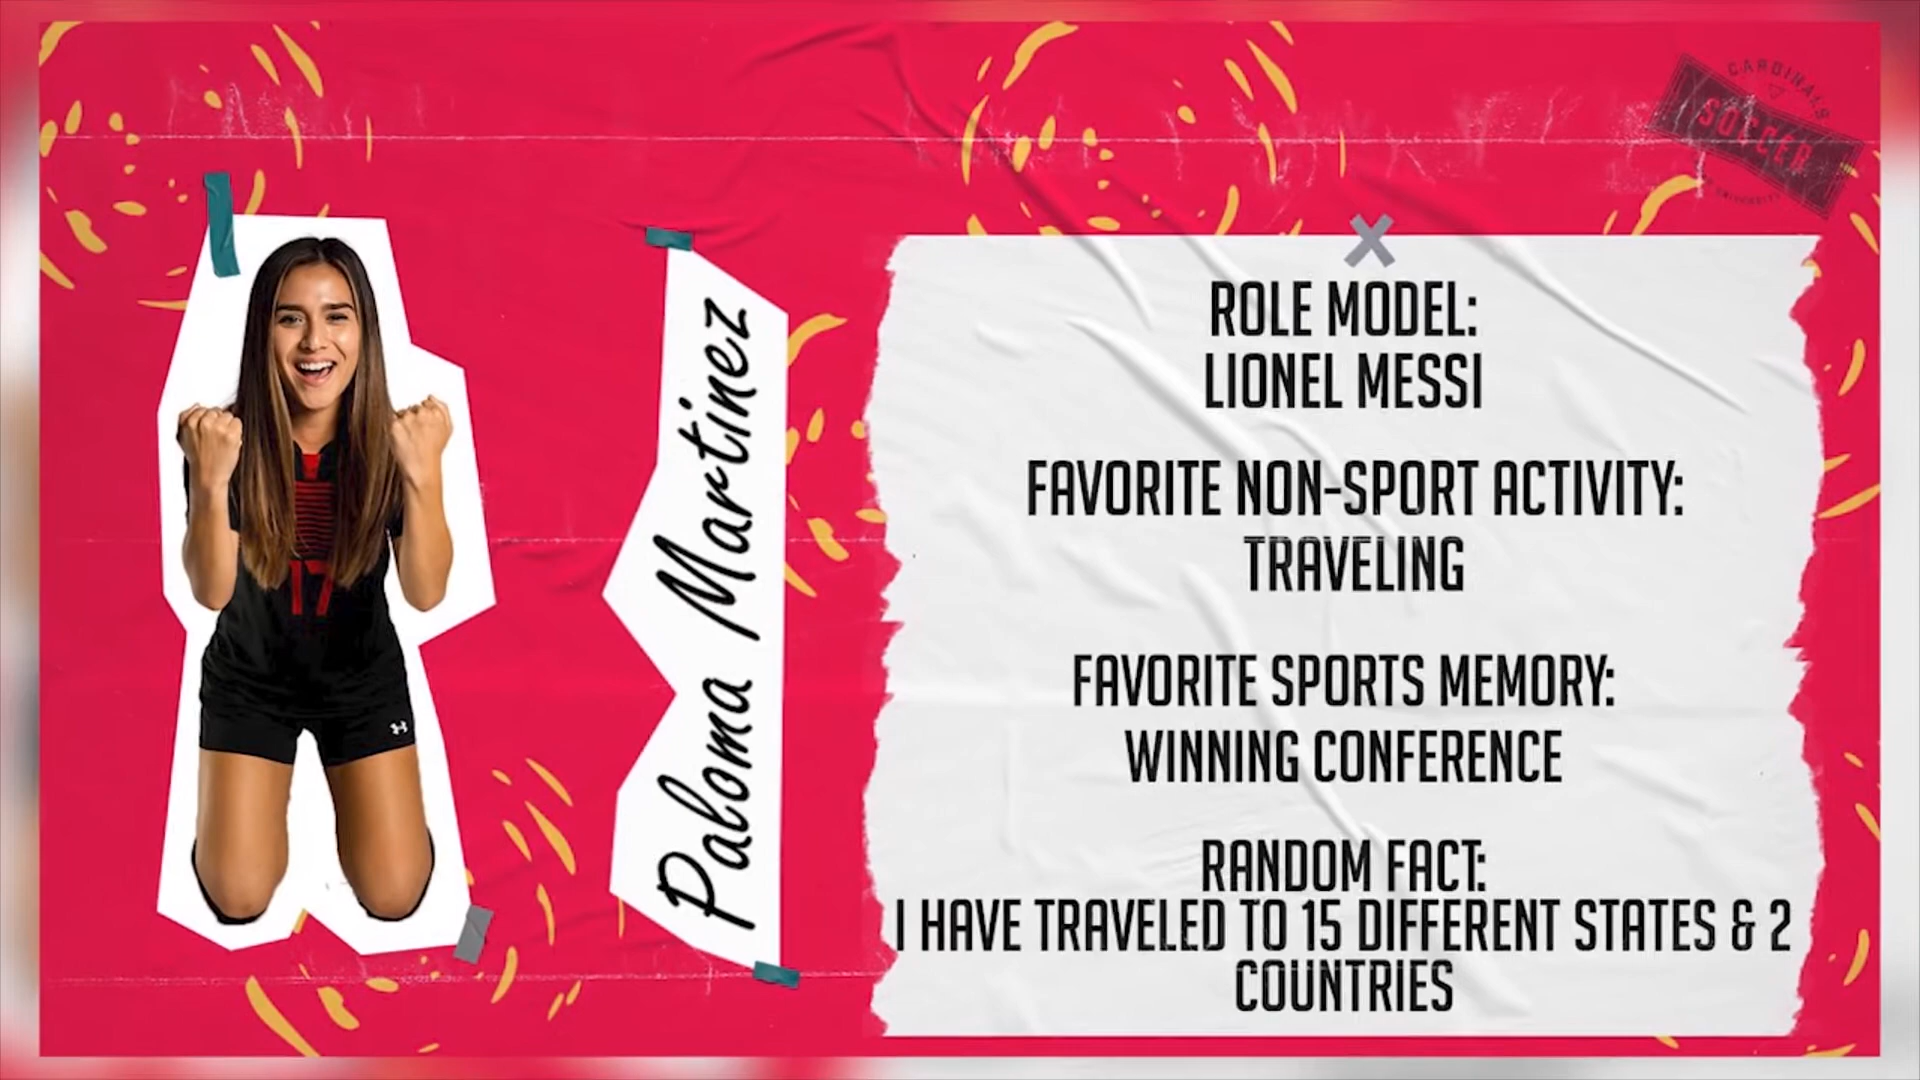 CARDINALS
SOCCER
UNIVERSITY
17
Paloma Martinez
ROLE MODEL:
LIONEL MESSI
FAVORITE NON-SPORT ACTIVITY:
TRAVELING
FAVORITE SPORTS MEMORY:
WINNING CONFERENCE
RANDOM FACT:
I HAVE TRAVELED TO 15 DIFFERENT STATES & 2
COUNTRIES